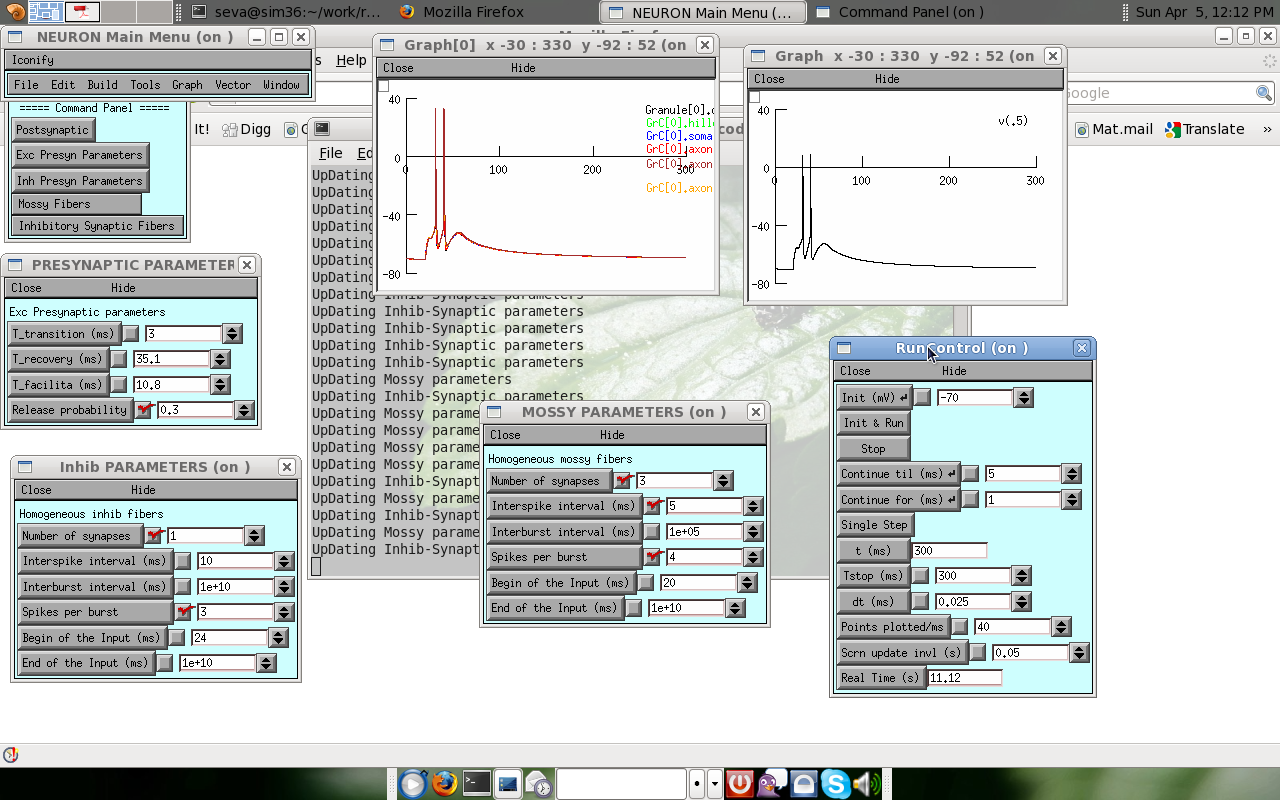 seva@sim36:~/work/r...
Mozilla Firefox
NEURON Main Menu (...
Command Panel (on )
Sun Apr 5, 12:12 PM
NEURON Main Menu (on )
Iconify
File Edit Build Tools Graph Vector Window
===== Command Panel =====
Postsynaptic
Exc Presyn Parameters
Inh Presyn Parameters
Mossy Fibers
Inhibitory Synaptic Fibers
s Help
It! Digg
Google
Mat.mail
Translate
»
Graph[0] x -30 : 330 y -92 : 52 (on
Close Hide
40
0
-40
-80
100
200
300
Granule[0].
GrC[0].hill
GrC[0].soma
GrC[0].axon
GrC[0].axon
GrC[0].axon
Graph x -30 : 330 y -92 : 52 (on
Close Hide
40
0
-40
-80
0
100
200
300
v(.5)
cod
File Ed
UpDating
UpDating
UpDating
UpDating
UpDating
UpDating
UpDating
UpDating Inhib-Synaptic parameters
UpDating Inhib-Synaptic parameters
UpDating Inhib-Synaptic parameters
UpDating Inhib-Synaptic parameters
UpDating Inhib-Synaptic parameters
UpDating Mossy parameters
UpDating Inhib-Synaptic parameters
UpDating Mossy parame
UpDating Mossy parame
UpDating Mossy parame
UpDating Mossy parame
UpDating Inhib-Synapt
UpDating Mossy parame
UpDating Inhib-Synapt
UpDating Mossy parame
UpDating Inhib-Synapt
PRESYNAPTIC PARAMETER
Close Hide
Exc Presynaptic parameters
T_transition (ms) 3
T_recovery (ms) 35.1
T_facilita (ms) 10.8
Release probability 0.3
Inhib PARAMETERS (on )
Close Hide
Homogeneous inhib fibers
Number of synapses 1
Interspike interval (ms) 10
Interburst interval (ms) 1e+10
Spikes per burst 3
Begin of the Input (ms) 24
End of the Input (ms) 1e+10
MOSSY PARAMETERS (on )
Close Hide
Homogeneous mossy fibers
Number of synapses 3
Interspike interval (ms) 5
Interburst interval (ms) 1e+05
Spikes per burst 4
Begin of the Input (ms) 20
End of the Input (ms) 1e+10
RunControl (on )
Close Hide
Init (mV) -70
Init & Run
Stop
Continue til (ms) 5
Continue for (ms) 1
Single Step
t (ms) 300
Tstop (ms) 300
dt (ms) 0.025
Points plotted/ms 40
Scrn update invl (s) 0.05
Real Time (s) 11.12